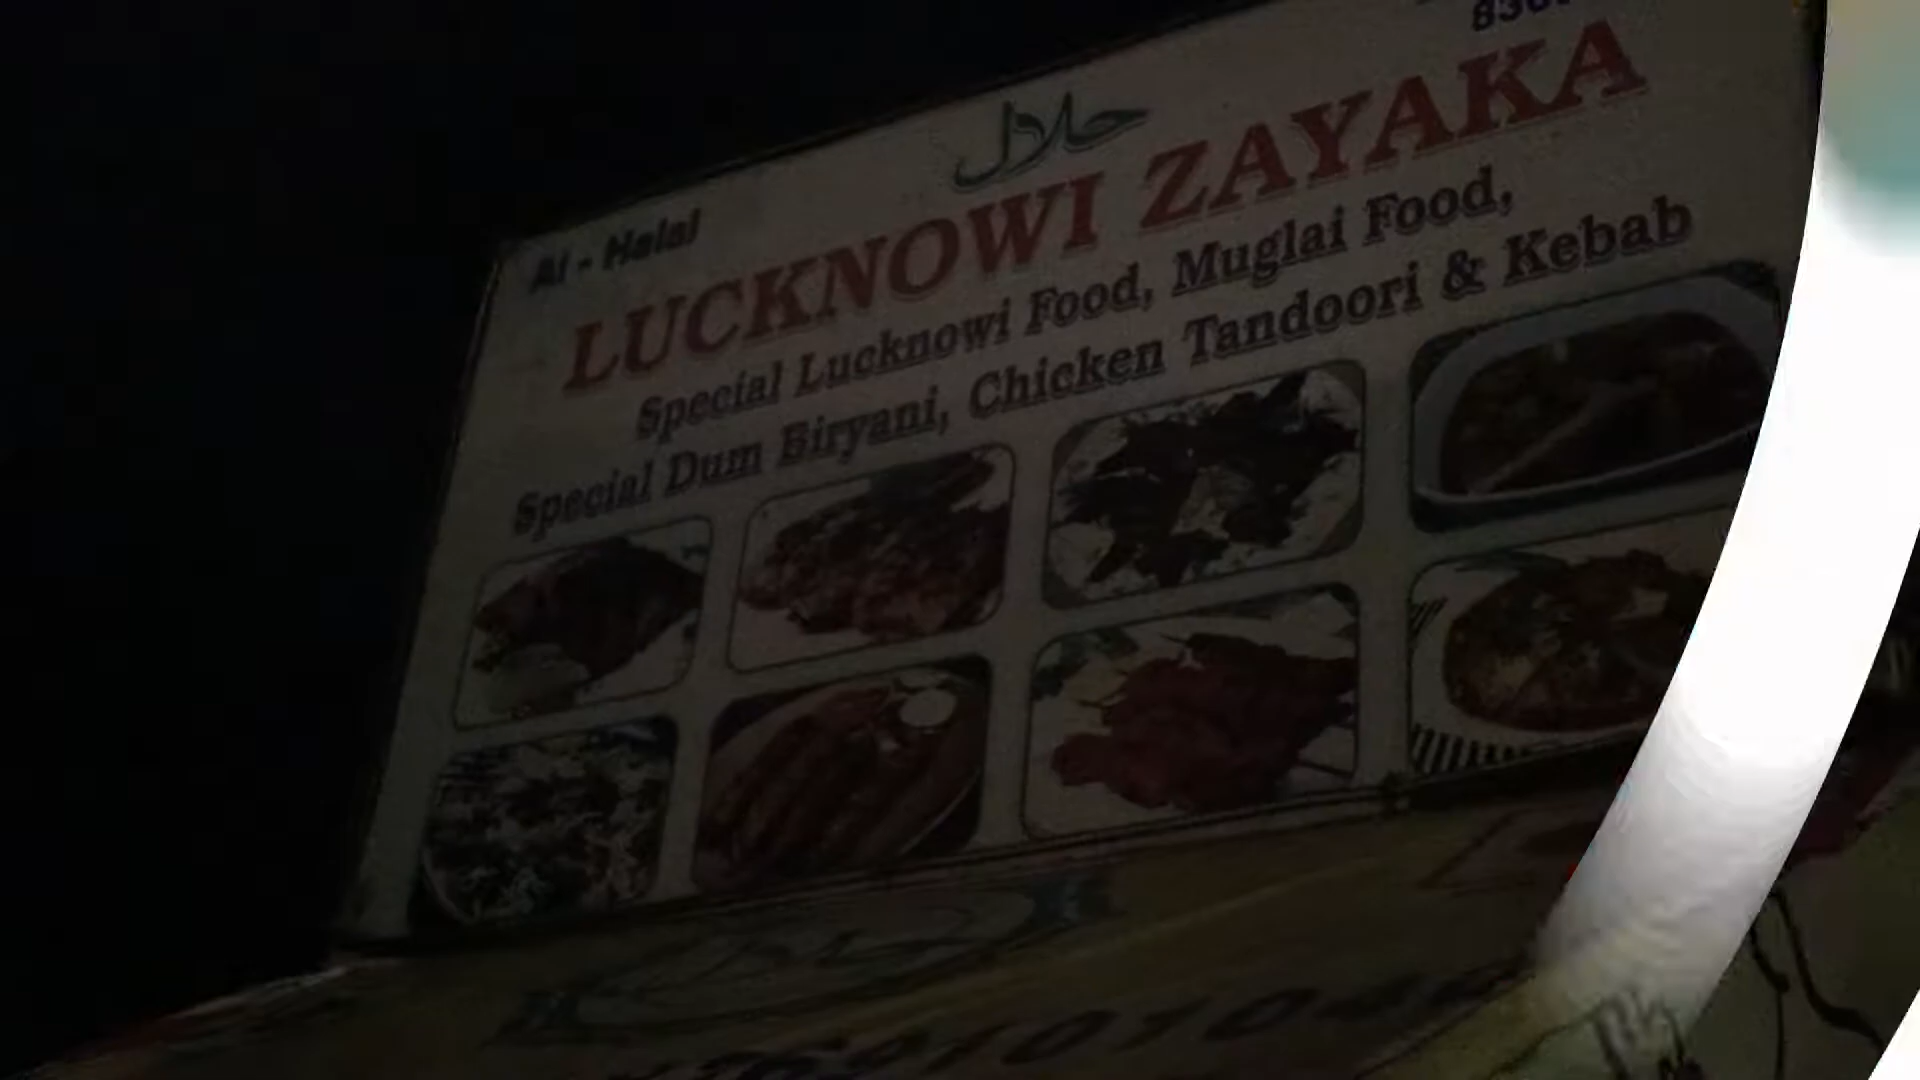 حلال
Al - Halal
LUCKNOWI ZAYAKA
Special Lucknowi Food, Muglai Food,
Special Dum Biryani, Chicken Tandoori & Kebab